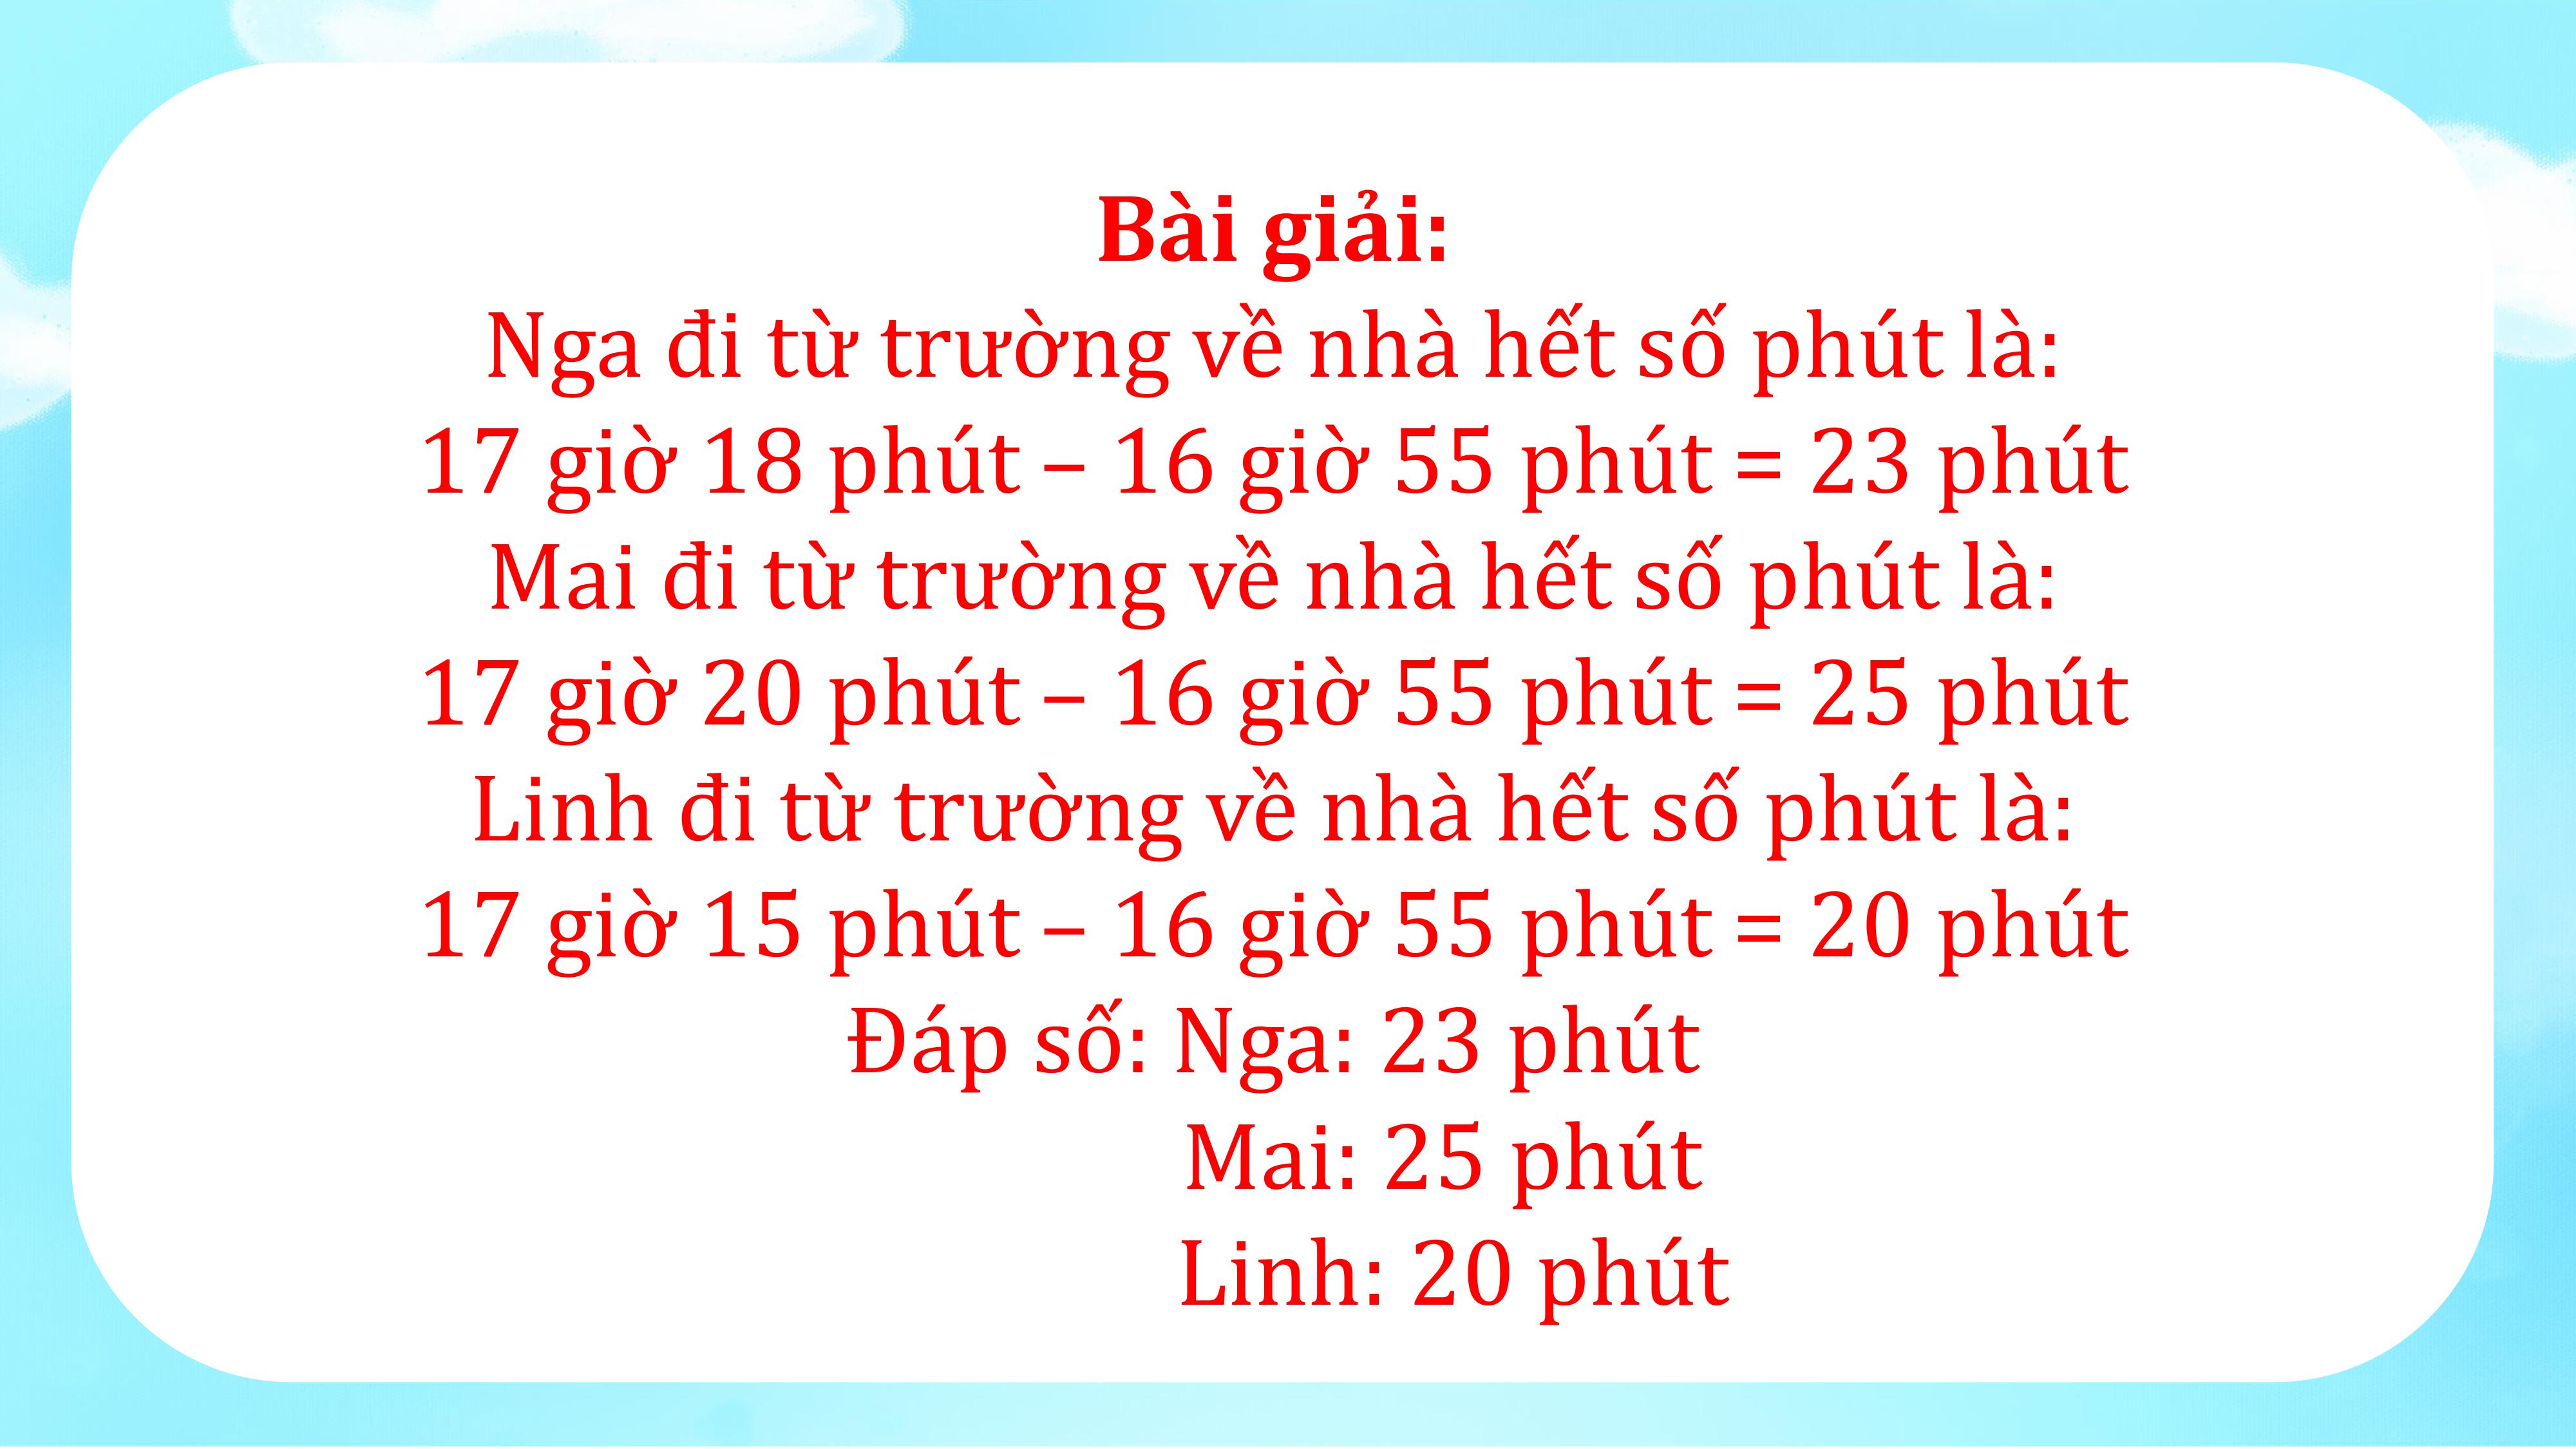 Bài giải:
Nga đi từ trường về nhà hết số phút là:
17 giờ 18 phút – 16 giờ 55 phút = 23 phút
Mai đi từ trường về nhà hết số phút là:
17 giờ 20 phút – 16 giờ 55 phút = 25 phút
Linh đi từ trường về nhà hết số phút là:
17 giờ 15 phút – 16 giờ 55 phút = 20 phút
Đáp số: Nga: 23 phút
Mai: 25 phút
Linh: 20 phút